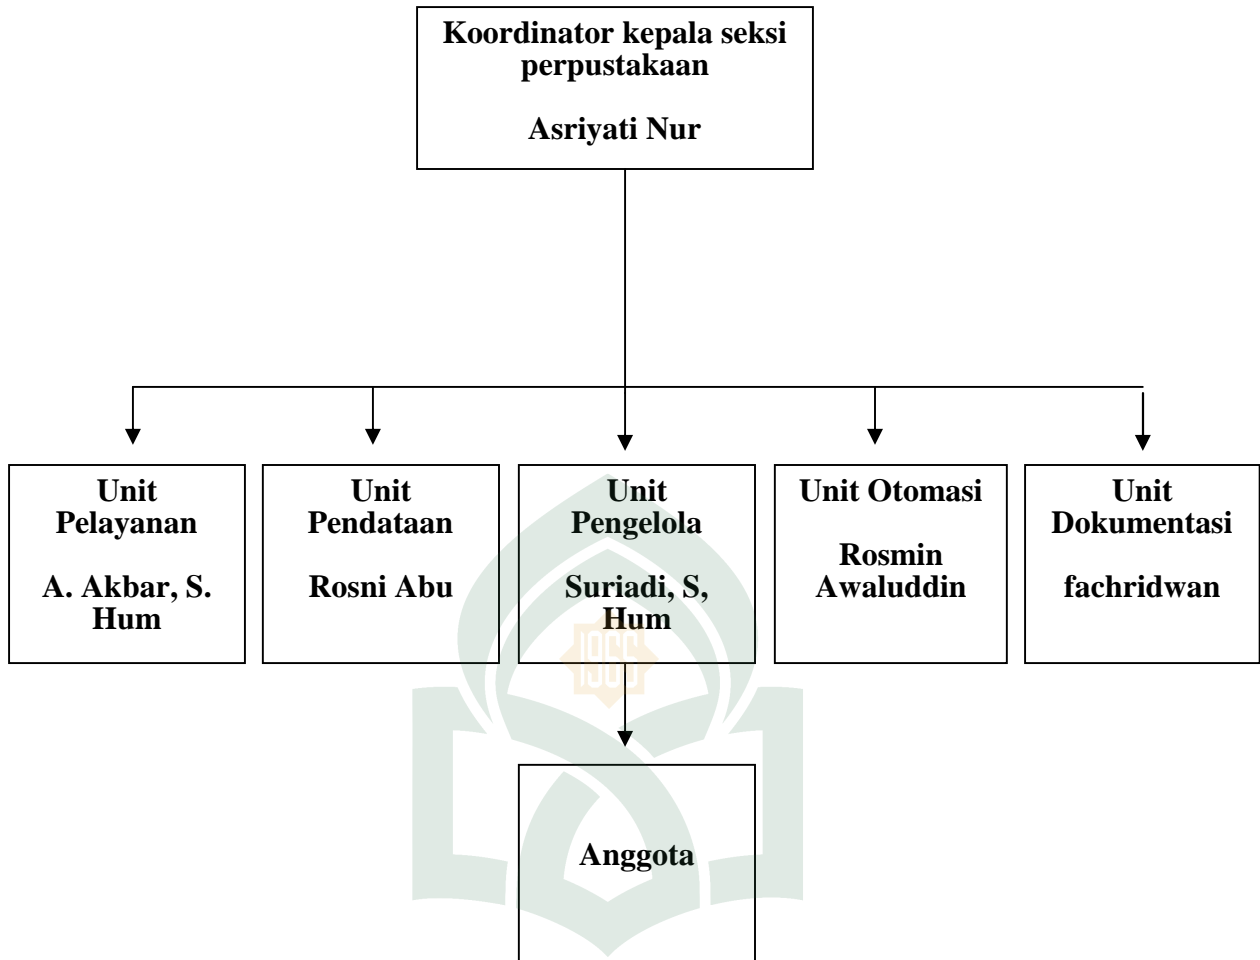 Koordinator kepala seksi
perpustakaan
Asriyati Nur
Unit
Pelayanan
A. Akbar, S.
Hum
Unit
Pendataan
Rosni Abu
Unit
Pengelola
Suriadi, S,
Hum
Unit Otomasi
Rosmin
Awaluddin
Unit
Dokumentasi
fachridwan
1965
Anggota